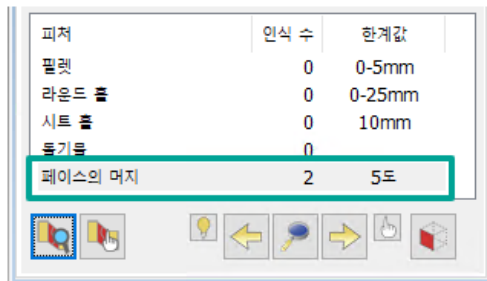 피처 인식 수 한계값
필렛 0 0-5mm
라운드 홀 0 0-25mm
시트 홀 0 10mm
돌기물 0
페이스의 머지 2 5도